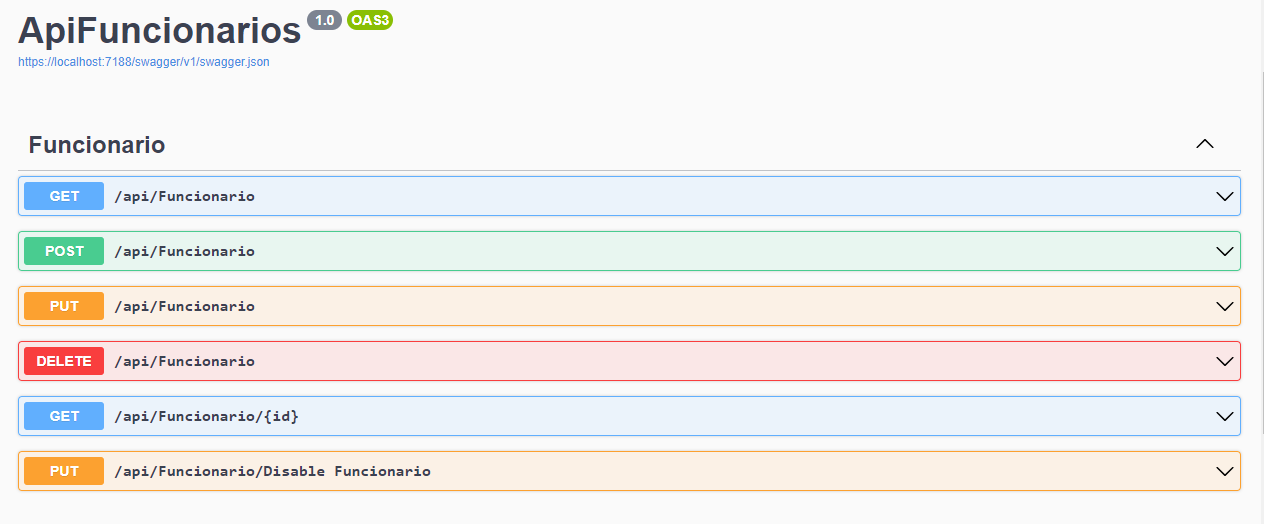 ApiFuncionarios 1.0 OAS3
https://localhost:7188/swagger/v1/swagger.json
Funcionario
GET /api/Funcionario
POST /api/Funcionario
PUT /api/Funcionario
DELETE /api/Funcionario
GET /api/Funcionario/{id}
PUT /api/Funcionario/Disable Funcionario